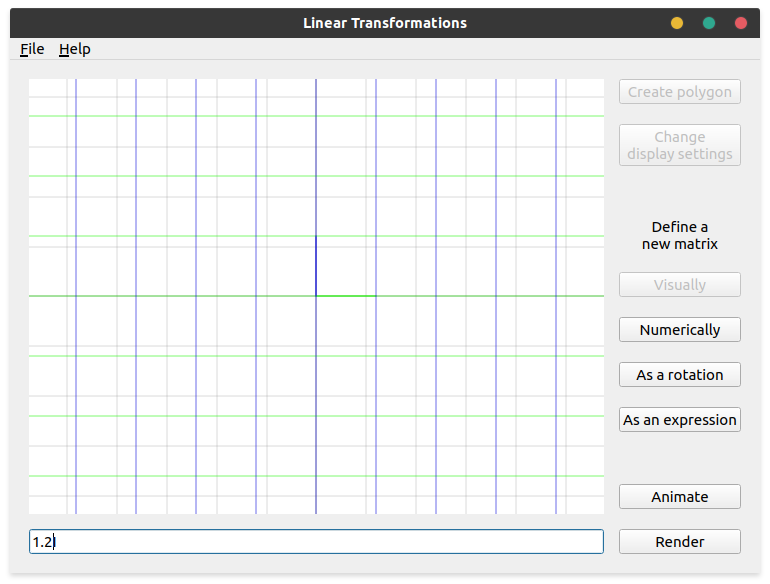 Linear Transformations
File Help
Create polygon
Change
display settings
Define a
new matrix
Visually
Numerically
As a rotation
As an expression
Animate
1.2I
Render